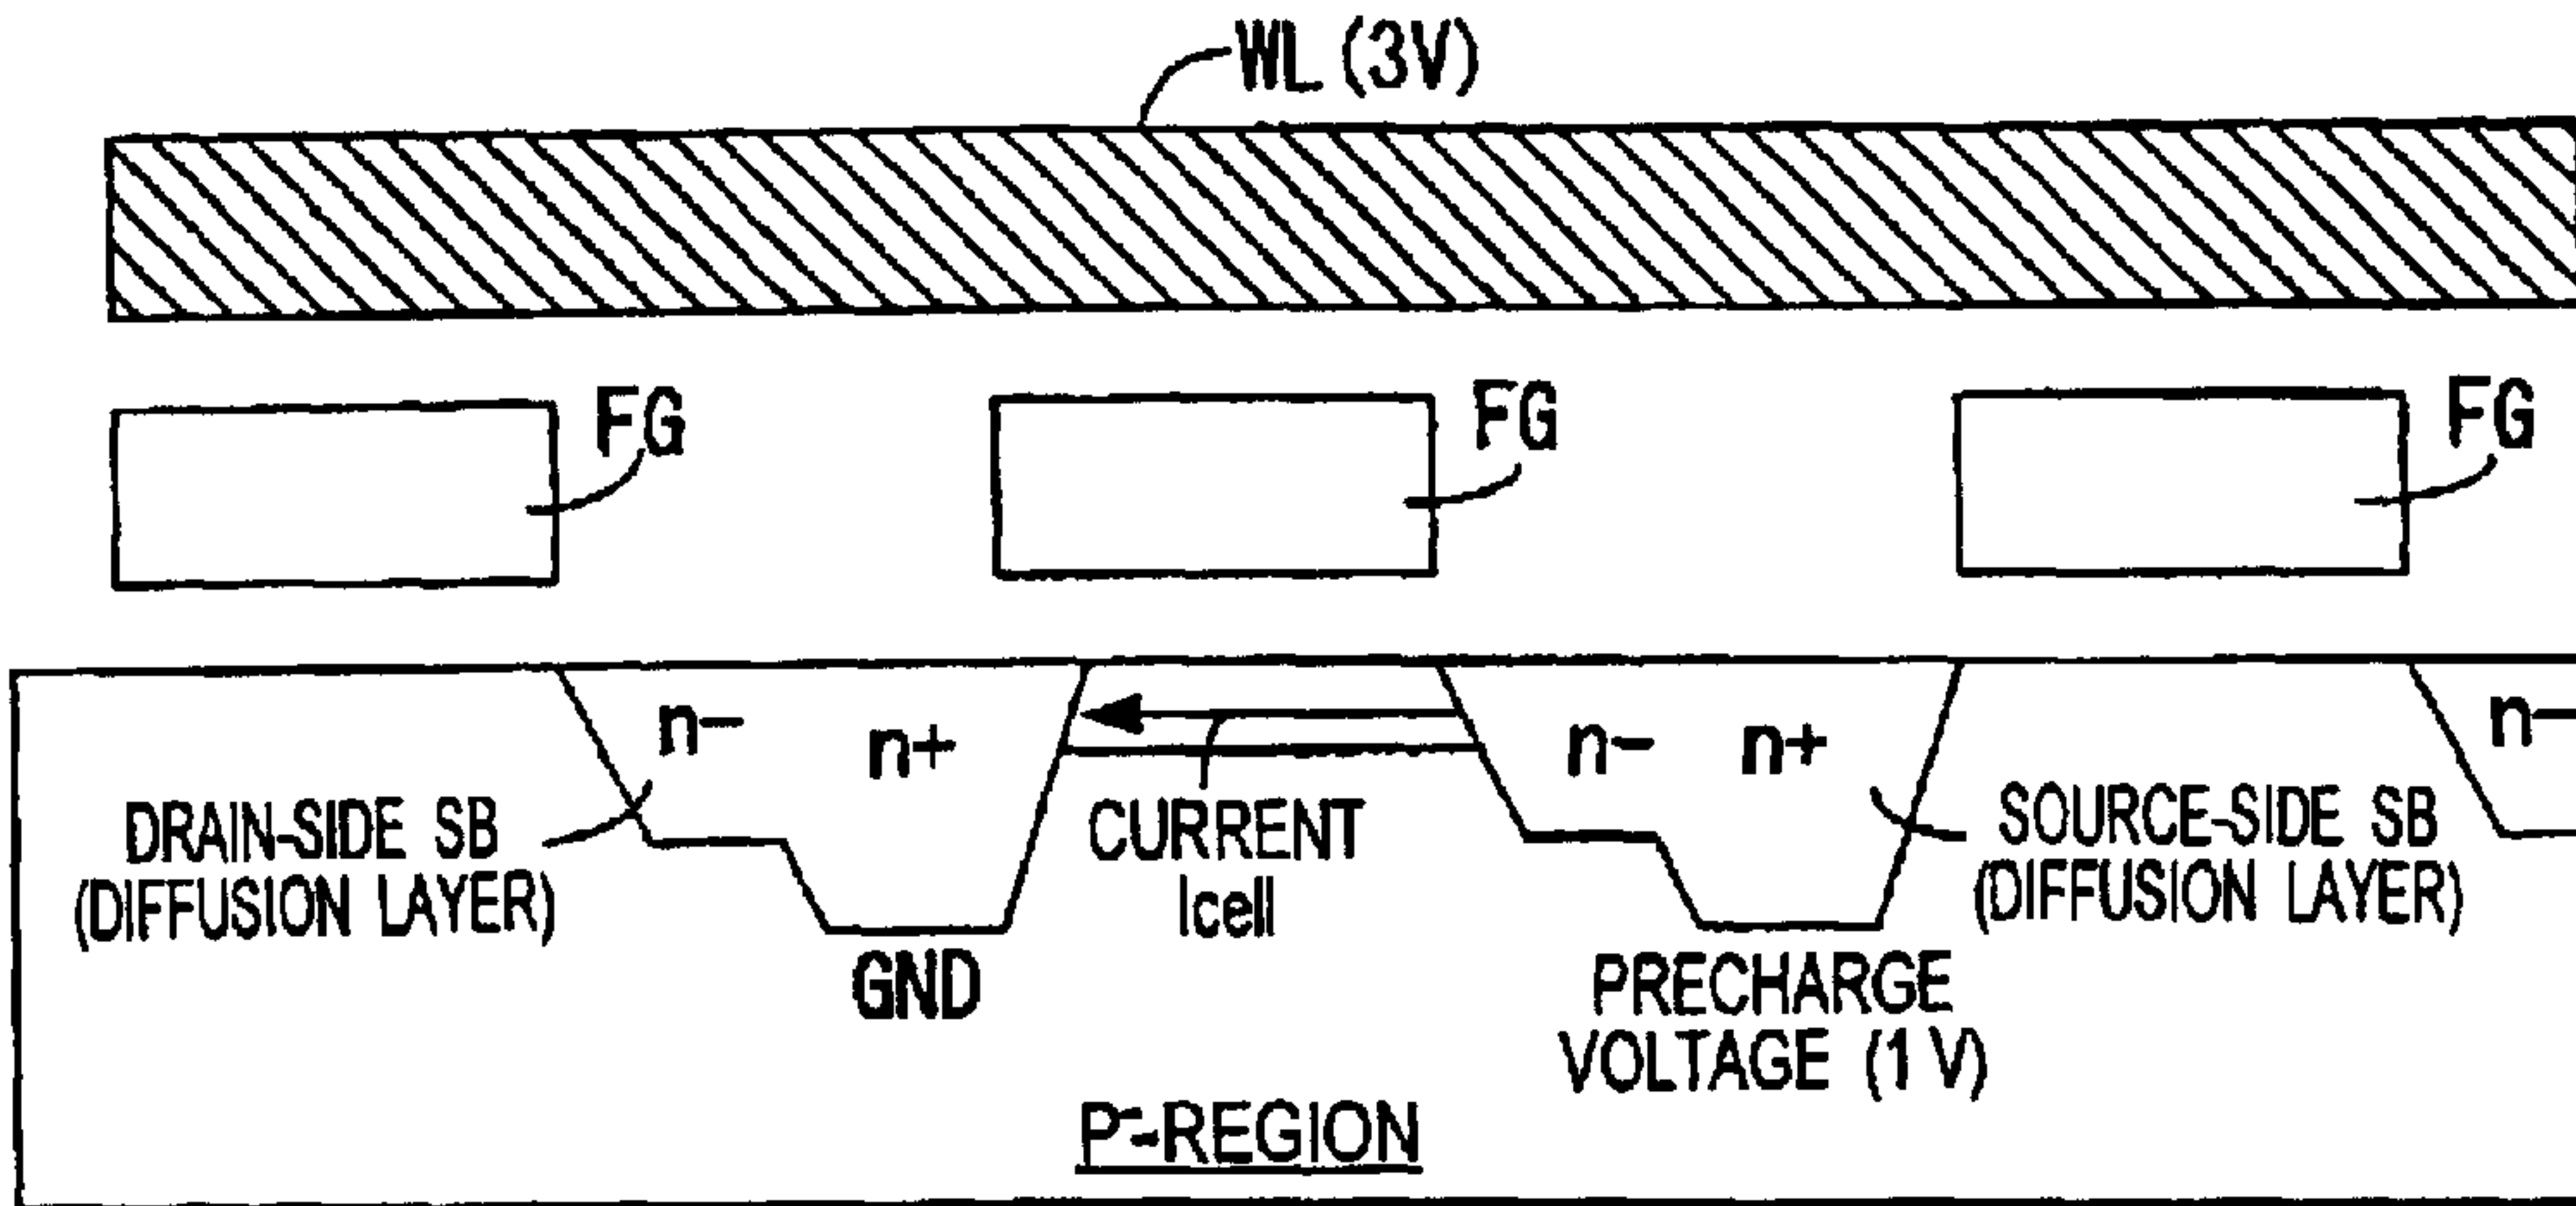 WL (3V)
FG
FG
FG
n-
n+
n-
n+
n-
DRAIN-SIDE SB
(DIFFUSION LAYER)
CURRENT
Icell
SOURCE-SIDE SB
(DIFFUSION LAYER)
GND
PRECHARGE
VOLTAGE (1 V)
P⁻-REGION